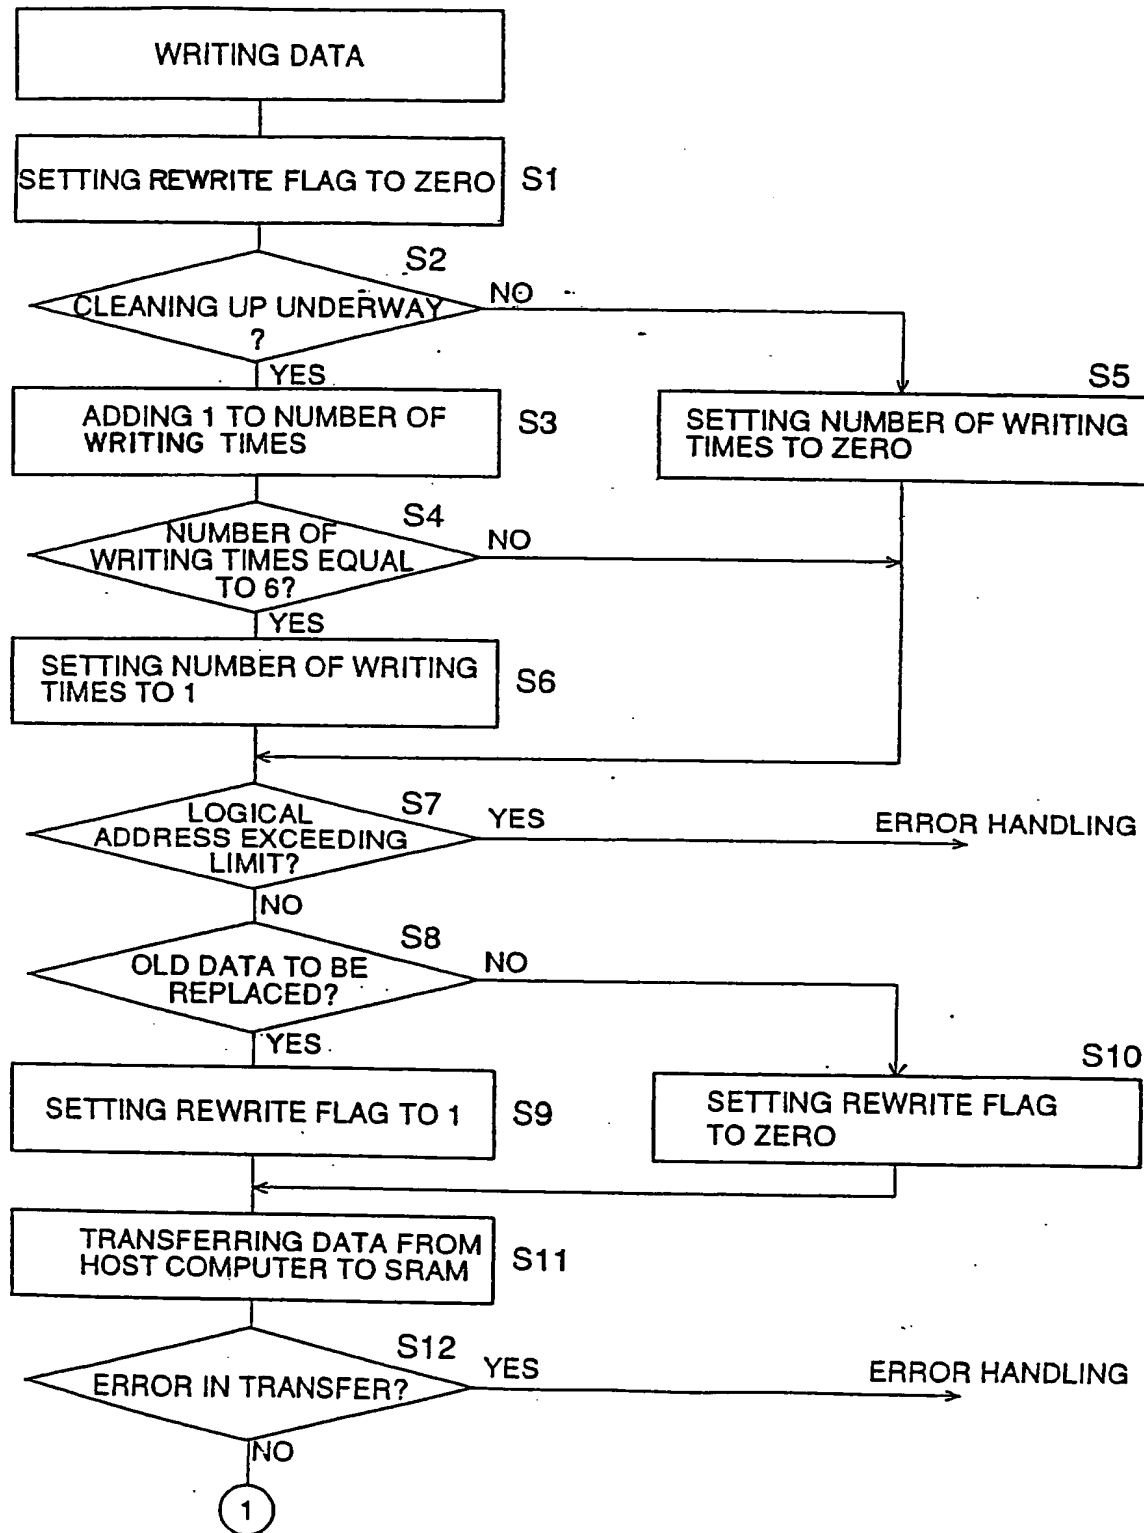 WRITING DATA
SETTING REWRITE FLAG TO ZERO
S1
S2
CLEANING UP UNDERWAY
?
NO
YES
ADDING 1 TO NUMBER OF
WRITING TIMES
S3
S5
SETTING NUMBER OF WRITING
TIMES TO ZERO
S4
NUMBER OF
WRITING TIMES EQUAL
TO 6?
NO
YES
SETTING NUMBER OF WRITING
TIMES TO 1
S6
S7
LOGICAL
ADDRESS EXCEEDING
LIMIT?
YES
ERROR HANDLING
NO
S8
OLD DATA TO BE
REPLACED?
NO
YES
SETTING REWRITE FLAG TO 1
S9
S10
SETTING REWRITE FLAG
TO ZERO
TRANSFERRING DATA FROM
HOST COMPUTER TO SRAM
S11
S12
ERROR IN TRANSFER?
YES
ERROR HANDLING
NO
1